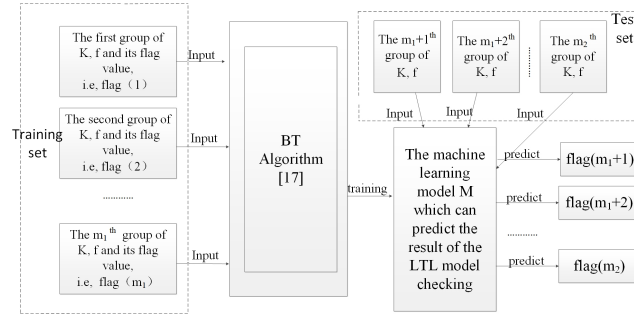 Training
set
The first group of
K, f and its flag
value,
i.e, flag（1）
The second group of
K, f and its flag
value,
i.e, flag（2）
............
The m₁ᵗʰ group of
K, f and its flag
value,
i.e, flag（m₁）
Input
Input
Input
BT
Algorithm
[17]
training
set
The m₁+1ᵗʰ
group of
K, f
The m₁+2ᵗʰ
group of
K, f
The m₂ᵗʰ
group of
K, f
Input
Input
Input
The machine
learning
model M
which can
predict the
result of the
LTL model
checking
predict
flag(m₁+1)
predict
flag(m₁+2)
............
predict
flag(m₂)